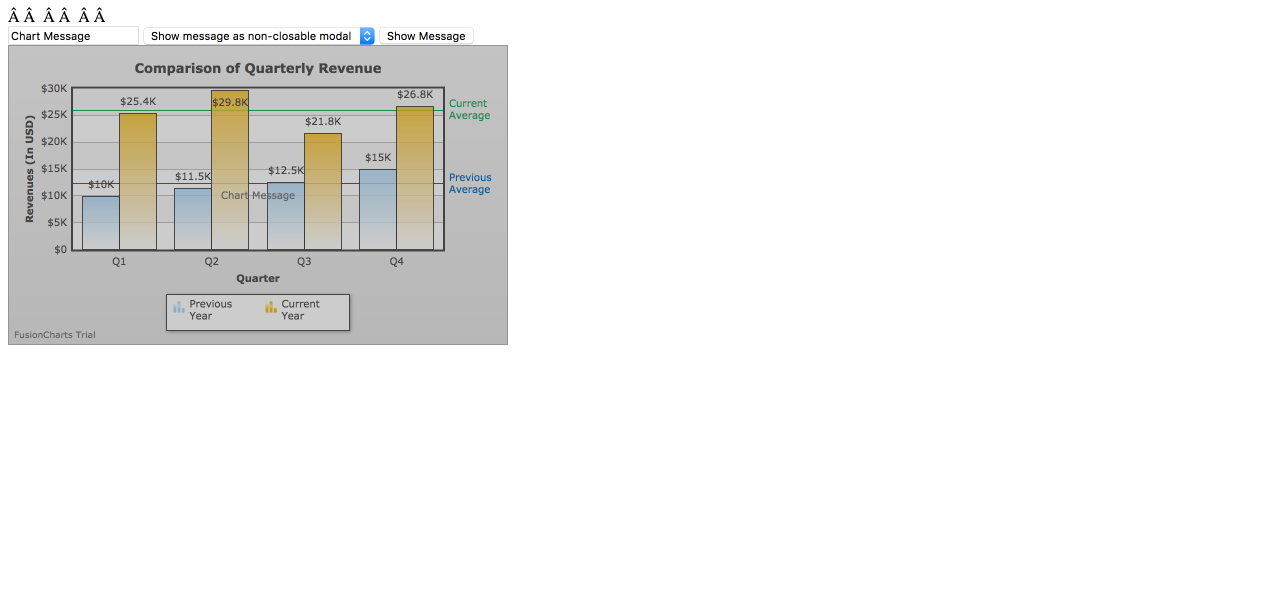 Â Â  Â Â  Â Â
Chart Message Show message as non-closable modal Show Message
Comparison of Quarterly Revenue
Revenues (In USD)
$30K
$25K
$20K
$15K
$10K
$5K
$0
$10K
$25.4K
$11.5K
$29.8K
$12.5K
$21.8K
$15K
$26.8K
Current
Average
Previous
Average
Chart Message
Q1 Q2 Q3 Q4
Quarter
Previous
Year
Current
Year
FusionCharts Trial